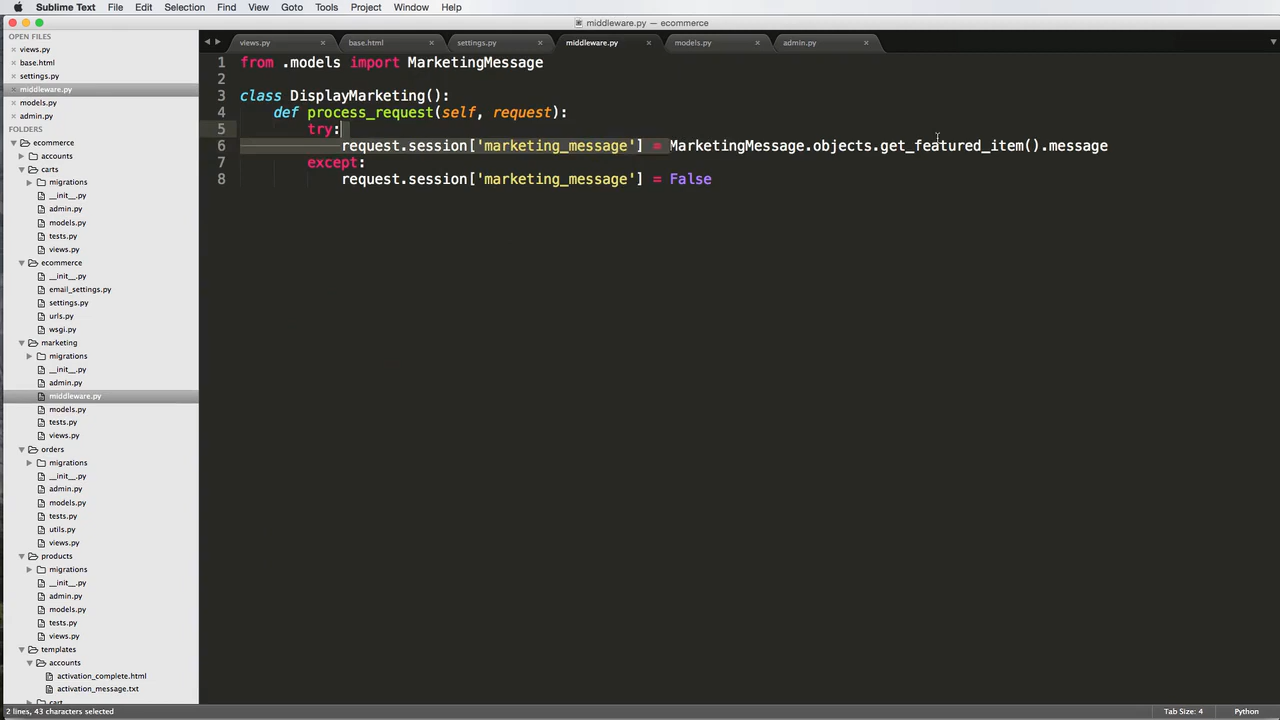 Sublime Text File Edit Selection Find View Goto Tools Project Window Help
middleware.py — ecommerce
OPEN FILES
views.py
base.html
settings.py
middleware.py
models.py
admin.py
FOLDERS
ecommerce
accounts
carts
migrations
__init__.py
admin.py
models.py
tests.py
views.py
ecommerce
__init__.py
email_settings.py
settings.py
urls.py
wsgi.py
marketing
migrations
__init__.py
admin.py
middleware.py
models.py
tests.py
views.py
orders
migrations
__init__.py
admin.py
models.py
tests.py
utils.py
views.py
products
migrations
__init__.py
admin.py
models.py
tests.py
views.py
templates
accounts
activation_complete.html
activation_message.txt
cart
views.py base.html settings.py middleware.py models.py admin.py
1 from .models import MarketingMessage
2
3 class DisplayMarketing():
4 def process_request(self, request):
5 try:
6 request.session['marketing_message'] = MarketingMessage.objects.get_featured_item().message
7 except:
8 request.session['marketing_message'] = False
2 lines, 43 characters selected
Tab Size: 4 Python